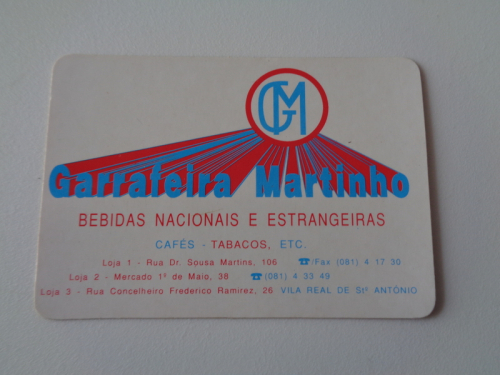 GM
Garrafeira Martinho
BEBIDAS NACIONAIS E ESTRANGEIRAS
CAFÉS - TABACOS, ETC.
Loja 1 - Rua Dr. Sousa Martins, 106 ☎/Fax (081) 4 17 30
Loja 2 - Mercado 1º de Maio, 38 ☎ (081) 4 33 49
Loja 3 - Rua Concelheiro Frederico Ramirez, 26 VILA REAL DE Stº ANTÓNIO